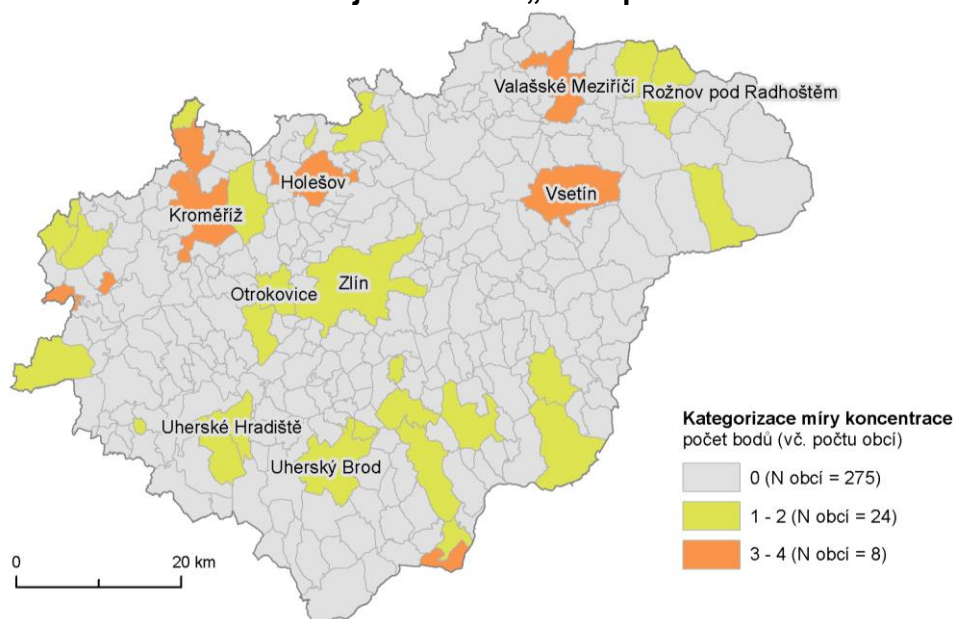 Valašské Meziříčí
Rožnov pod Radhoštěm
Holešov
Vsetín
Kroměříž
Zlín
Otrokovice
Uherské Hradiště
Uherský Brod
Kategorizace míry koncentrace
počet bodů (vč. počtu obcí)
0 (N obcí = 275)
1 - 2 (N obcí = 24)
3 - 4 (N obcí = 8)
0 20 km